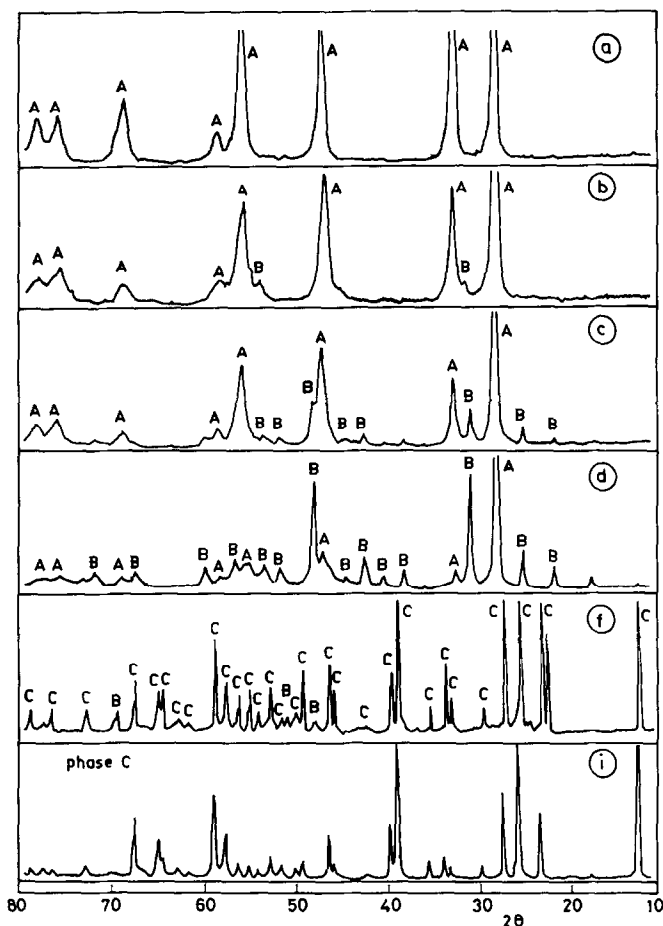 A A A A A A A A a
A A A A A B A A B A b
A A A A A B B B A B B A B A B B c
A A B A B B A B A B B B A B B B B A B A B B d
C C C B C C C C C C C C C C C C B C C B C C C C C C C C C C C C C C f
phase C i
80 70 60 50 40 30 20 10
2θ